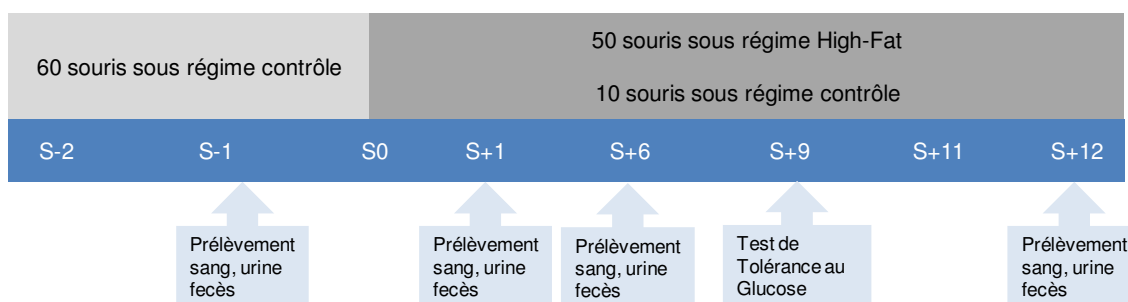 50 souris sous régime High-Fat
60 souris sous régime contrôle
10 souris sous régime contrôle
S-2 S-1 S0 S+1 S+6 S+9 S+11 S+12
Prélèvement
sang, urine
fecès
Prélèvement
sang, urine
fecès
Prélèvement
sang, urine
fecès
Test de
Tolérance au
Glucose
Prélèvement
sang, urine
fecès